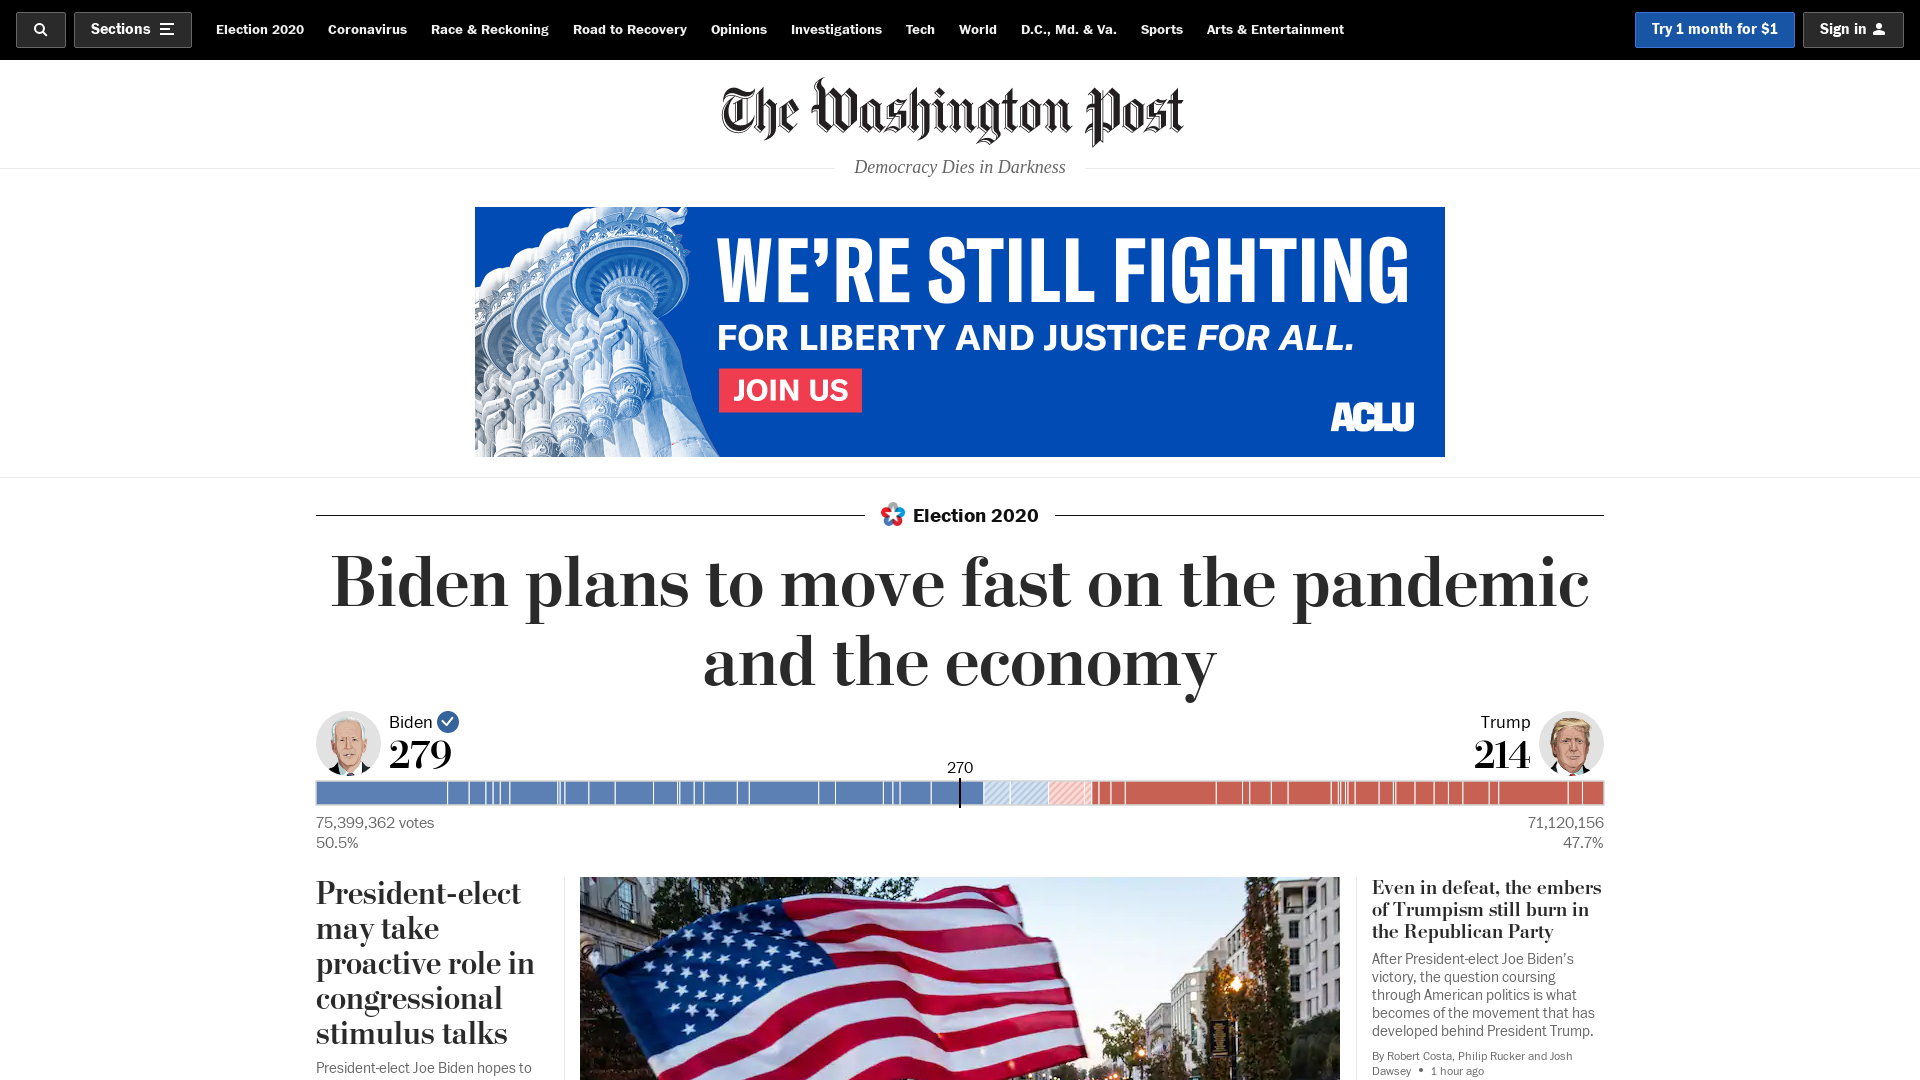 Sections
Election 2020
Coronavirus
Race & Reckoning
Road to Recovery
Opinions
Investigations
Tech
World
D.C., Md. & Va.
Sports
Arts & Entertainment
Try 1 month for $1
Sign in
The Washington Post
Democracy Dies in Darkness
WE'RE STILL FIGHTING
FOR LIBERTY AND JUSTICE FOR ALL.
JOIN US
ACLU
Election 2020
Biden plans to move fast on the pandemic
and the economy
Biden
279
Trump
214
270
75,399,362 votes
50.5%
71,120,156
47.7%
President-elect
may take
proactive role in
congressional
stimulus talks
President-elect Joe Biden hopes to
Even in defeat, the embers
of Trumpism still burn in
the Republican Party
After President-elect Joe Biden's
victory, the question coursing
through American politics is what
becomes of the movement that has
developed behind President Trump.
By Robert Costa, Philip Rucker and Josh
Dawsey • 1 hour ago